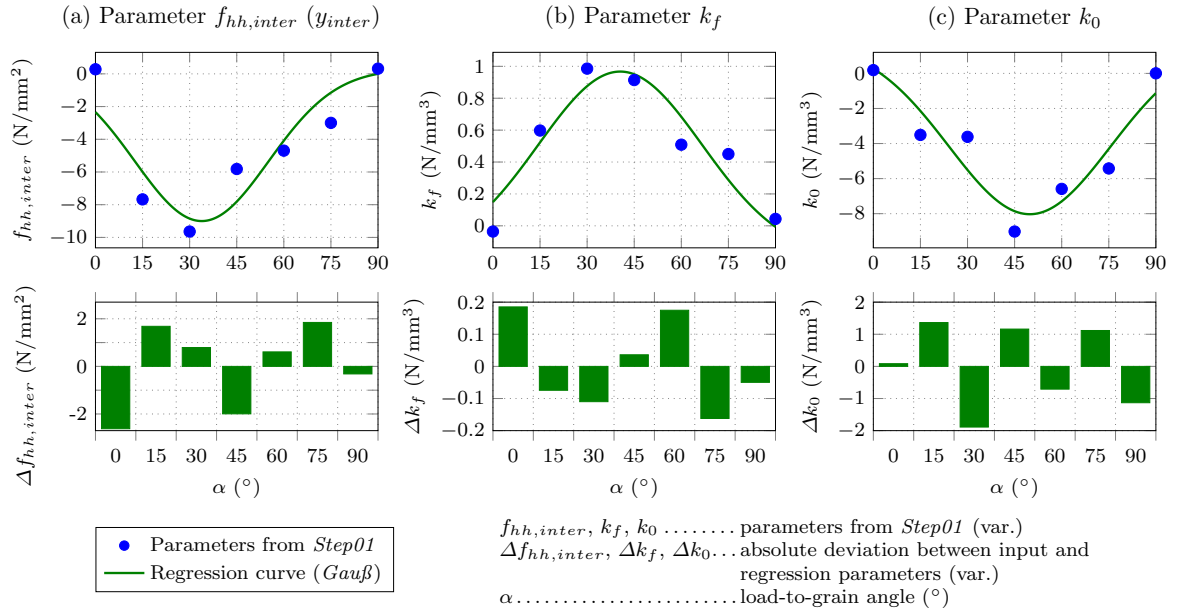 (a) Parameter f_{hh,inter} (y_{inter})
(b) Parameter k_f
(c) Parameter k_0
f_{hh,inter} (N/mm²)
0
−2
−4
−6
−8
−10
0 15 30 45 60 75 90
k_f (N/mm³)
1
0.8
0.6
0.4
0.2
0
0 15 30 45 60 75 90
k_0 (N/mm³)
0
−2
−4
−6
−8
0 15 30 45 60 75 90
Δf_{hh,inter} (N/mm²)
2
0
-2
0 15 30 45 60 75 90
α (°)
Δk_f (N/mm³)
0.2
0.1
0
−0.1
−0.2
0 15 30 45 60 75 90
α (°)
Δk_0 (N/mm³)
2
1
0
−1
−2
0 15 30 45 60 75 90
α (°)
Parameters from Step01
Regression curve (Gauß)
f_{hh,inter}, k_f, k_0 ........ parameters from Step01 (var.)
Δf_{hh,inter}, Δk_f, Δk_0... absolute deviation between input and
regression parameters (var.)
α........................ load-to-grain angle (°)